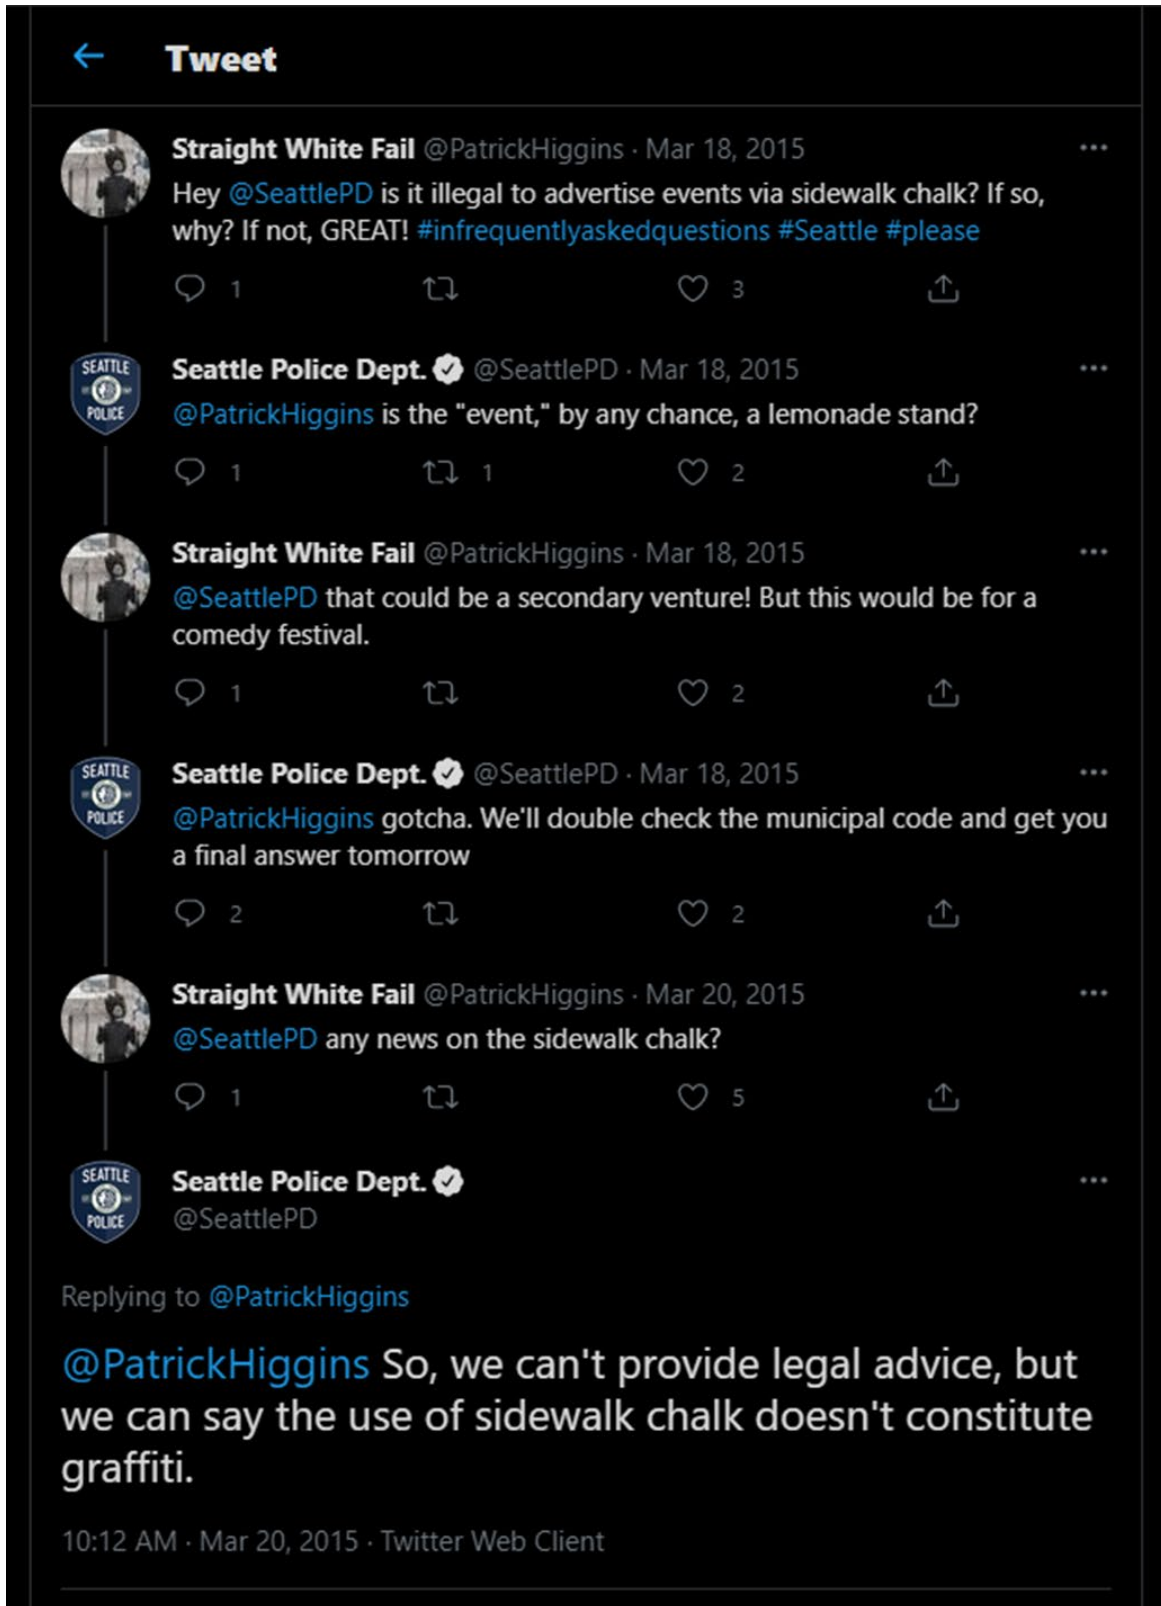 Tweet
Straight White Fail @PatrickHiggins · Mar 18, 2015
Hey @SeattlePD is it illegal to advertise events via sidewalk chalk? If so,
why? If not, GREAT! #infrequentlyaskedquestions #Seattle #please
1 3
SEATTLE
POLICE
Seattle Police Dept. @SeattlePD · Mar 18, 2015
@PatrickHiggins is the "event," by any chance, a lemonade stand?
1 1 2
Straight White Fail @PatrickHiggins · Mar 18, 2015
@SeattlePD that could be a secondary venture! But this would be for a
comedy festival.
1 2
SEATTLE
POLICE
Seattle Police Dept. @SeattlePD · Mar 18, 2015
@PatrickHiggins gotcha. We'll double check the municipal code and get you
a final answer tomorrow
2 2
Straight White Fail @PatrickHiggins · Mar 20, 2015
@SeattlePD any news on the sidewalk chalk?
1 5
SEATTLE
POLICE
Seattle Police Dept.
@SeattlePD
Replying to @PatrickHiggins
@PatrickHiggins So, we can't provide legal advice, but
we can say the use of sidewalk chalk doesn't constitute
graffiti.
10:12 AM · Mar 20, 2015 · Twitter Web Client